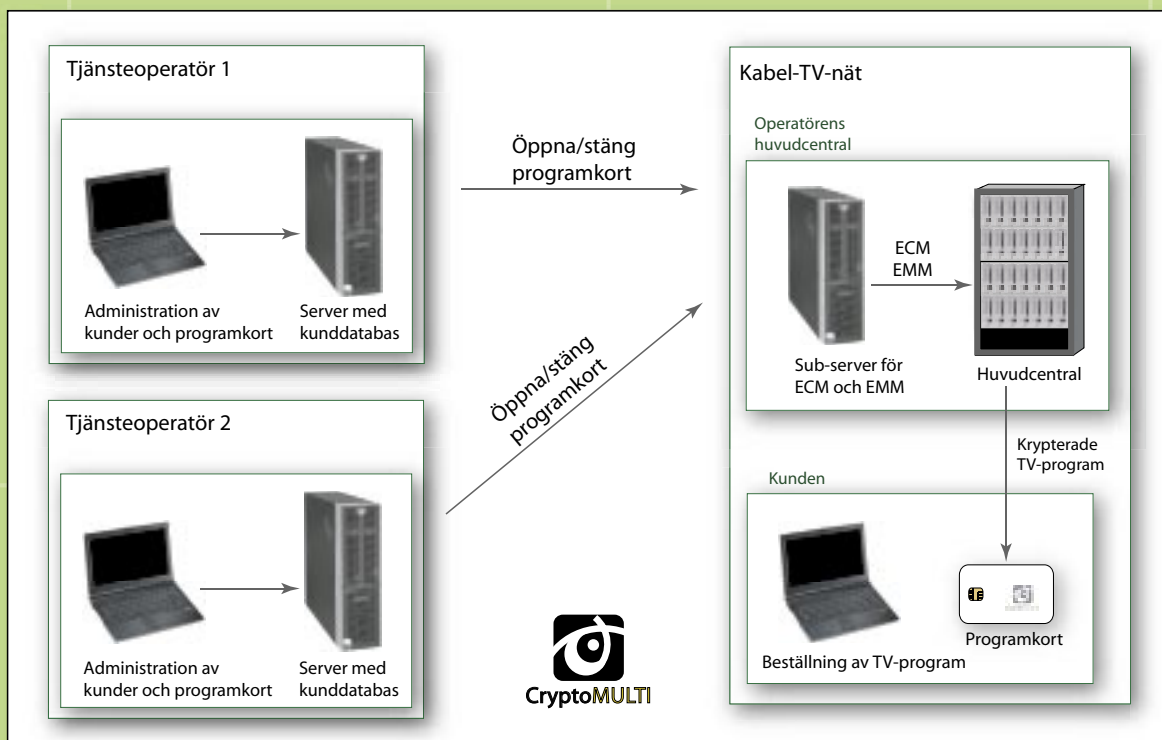 Tjänsteoperatör 1
Administration av
kunder och programkort
Server med
kunddatabas
Öppna/stäng
programkort
Tjänsteoperatör 2
Administration av
kunder och programkort
Server med
kunddatabas
Öppna/stäng
programkort
CryptoMULTI
Kabel-TV-nät
Operatörens
huvudcentral
ECM
EMM
Sub-server för
ECM och EMM
Huvudcentral
Krypterade
TV-program
Kunden
Beställning av TV-program
Programkort